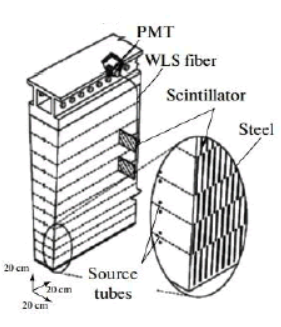 PMT
WLS fiber
Scintillator
Steel
Source
tubes
20 cm
20 cm
20 cm